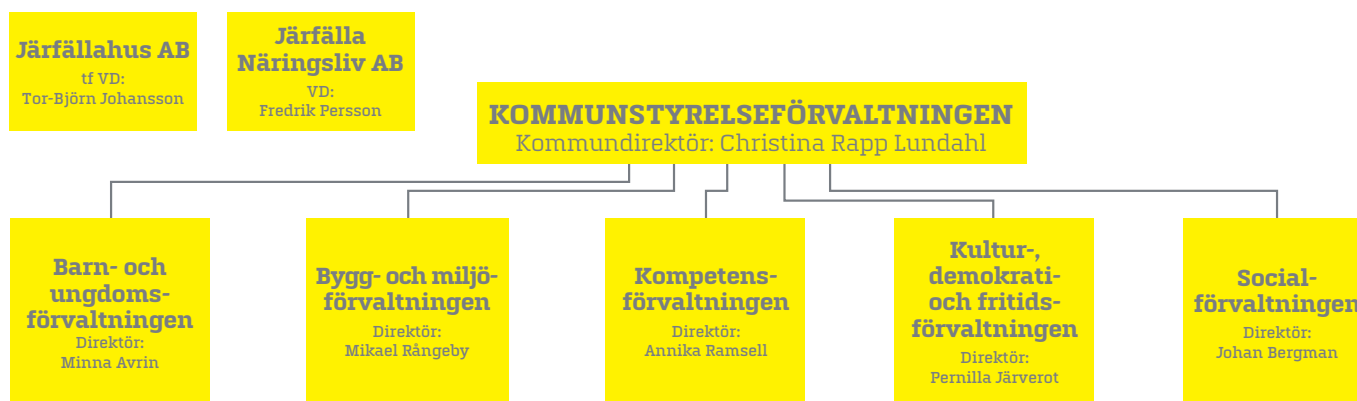 Järfällahus AB
tf VD:
Tor-Björn Johansson
Järfälla
Näringsliv AB
VD:
Fredrik Persson
KOMMUNSTYRELSEFÖRVALTNINGEN
Kommundirektör: Christina Rapp Lundahl
Barn- och
ungdoms-
förvaltningen
Direktör:
Minna Avrin
Bygg- och miljö-
förvaltningen
Direktör:
Mikael Rångeby
Kompetens-
förvaltningen
Direktör:
Annika Ramsell
Kultur-,
demokrati-
och fritids-
förvaltningen
Direktör:
Pernilla Järverot
Social-
förvaltningen
Direktör:
Johan Bergman